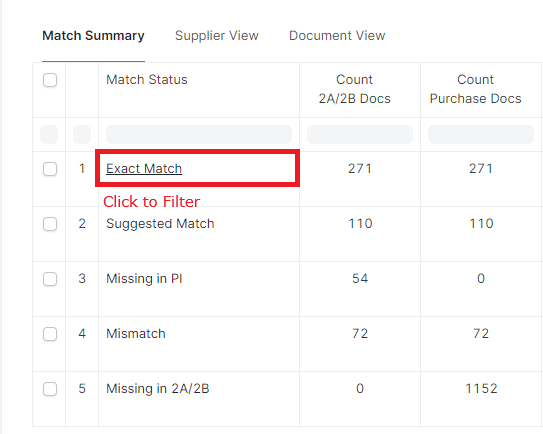 Match Summary Supplier View Document View
Match Status Count Count
2A/2B Docs Purchase Docs
1 Exact Match 271 271
Click to Filter
2 Suggested Match 110 110
3 Missing in PI 54 0
4 Mismatch 72 72
5 Missing in 2A/2B 0 1152